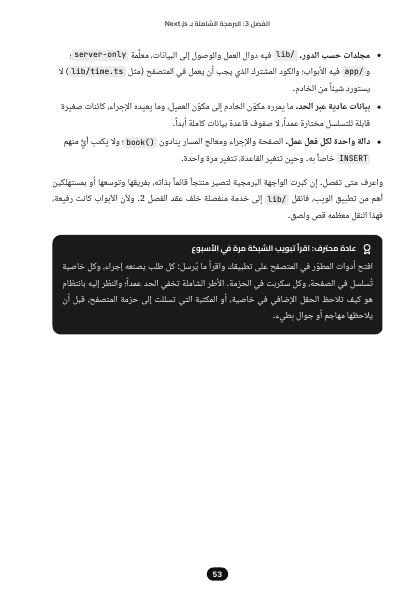 الفصل 3: البرمجة الشاملة بـ Next.js
• مجلدات حسب الدور. lib/ فيه دوال العمل والوصول إلى البيانات، معلَّمة server-only؛
و app/ فيه الأبواب؛ والكود المشترك الذي يجب أن يعمل في المتصفح (مثل lib/time.ts) لا
يستورد شيئاً من الخادم.
• بيانات عادية عبر الحد. ما يمرره مكوّن الخادم إلى مكوّن العميل، وما يعيده الإجراء، كائنات صغيرة
قابلة للتسلسل مختارة عمداً، لا صفوف قاعدة بيانات كاملة أبداً.
• دالة واحدة لكل فعل عمل. الصفحة والإجراء ومعالج المسار ينادون book()؛ ولا يكتب أيٌّ منهم
INSERT خاصاً به. وحين تتغير القاعدة، تتغير مرة واحدة.
واعرف متى تفصل. إن كبرت الواجهة البرمجية لتصير منتجاً قائماً بذاته، بفريقها وتوسعها أو بمستهلكين
أهم من تطبيق الويب، فانقل lib/ إلى خدمة منفصلة خلف عقد الفصل 2. ولأن الأبواب كانت رفيعة،
فهذا النقل معظمه قص ولصق.
عادة محترف: اقرأ تبويب الشبكة مرة في الأسبوع
افتح أدوات المطوّر في المتصفح على تطبيقك واقرأ ما يُرسل: كل طلب يصنعه إجراء، وكل خاصية
تُسلسل في الصفحة، وكل سكربت في الحزمة. الأطر الشاملة تخفي الحد عمداً؛ والنظر إليه بانتظام
هو كيف تلاحظ الحقل الإضافي في خاصية، أو المكتبة التي تسللت إلى حزمة المتصفح، قبل أن
يلاحظها مهاجم أو جوال بطيء.
53